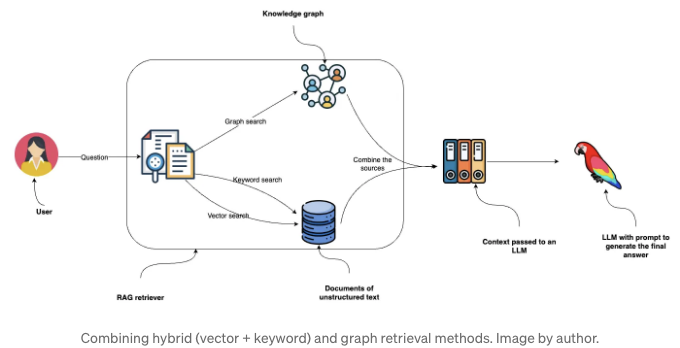 Knowledge graph
Graph search
Question
Keyword search
Combine the
sources
Vector search
User
Context passed to an
LLM
LLM with prompt to
generate the final
answer
RAG retriever
Documents of
unstructured text
Combining hybrid (vector + keyword) and graph retrieval methods. Image by author.